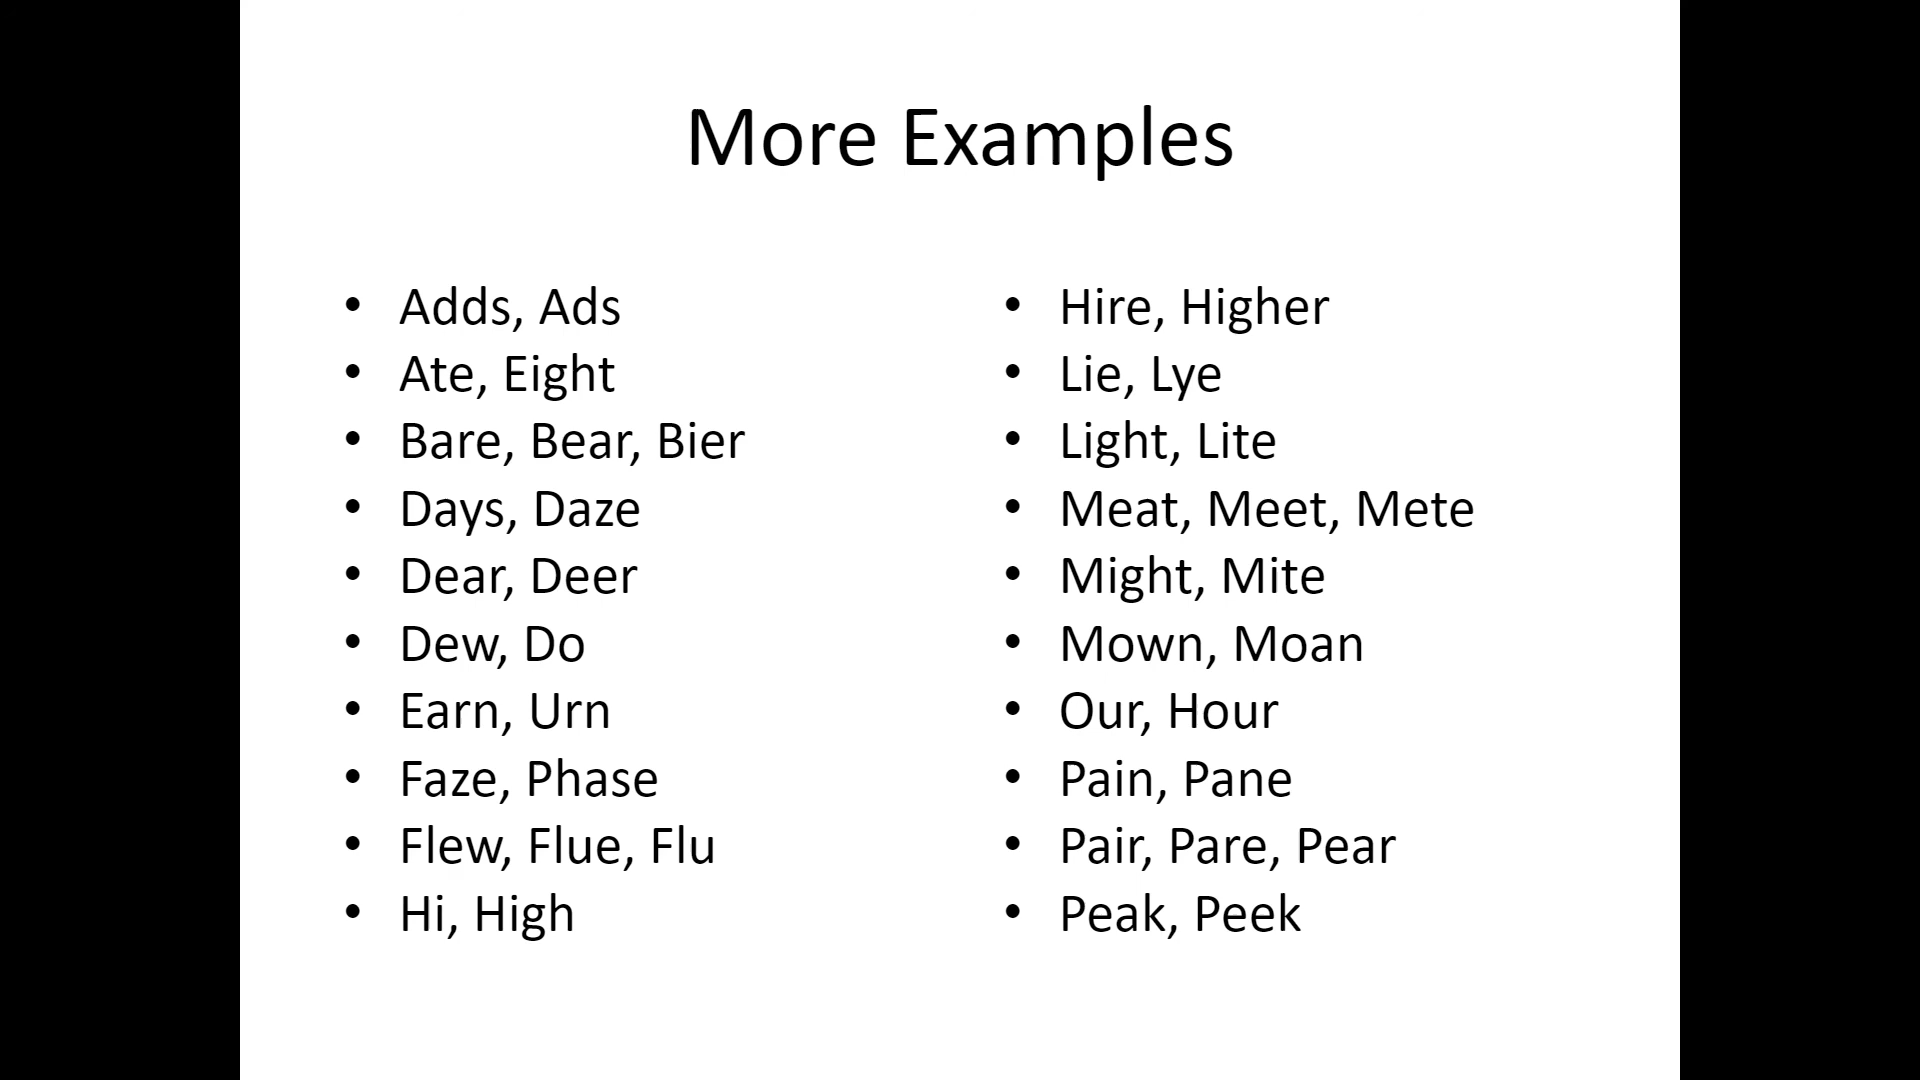 More Examples
• Adds, Ads
• Ate, Eight
• Bare, Bear, Bier
• Days, Daze
• Dear, Deer
• Dew, Do
• Earn, Urn
• Faze, Phase
• Flew, Flue, Flu
• Hi, High
• Hire, Higher
• Lie, Lye
• Light, Lite
• Meat, Meet, Mete
• Might, Mite
• Mown, Moan
• Our, Hour
• Pain, Pane
• Pair, Pare, Pear
• Peak, Peek